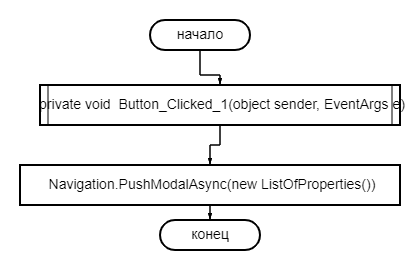 начало
private void  Button_Clicked_1(object sender, EventArgs e)
Navigation.PushModalAsync(new ListOfProperties())
конец